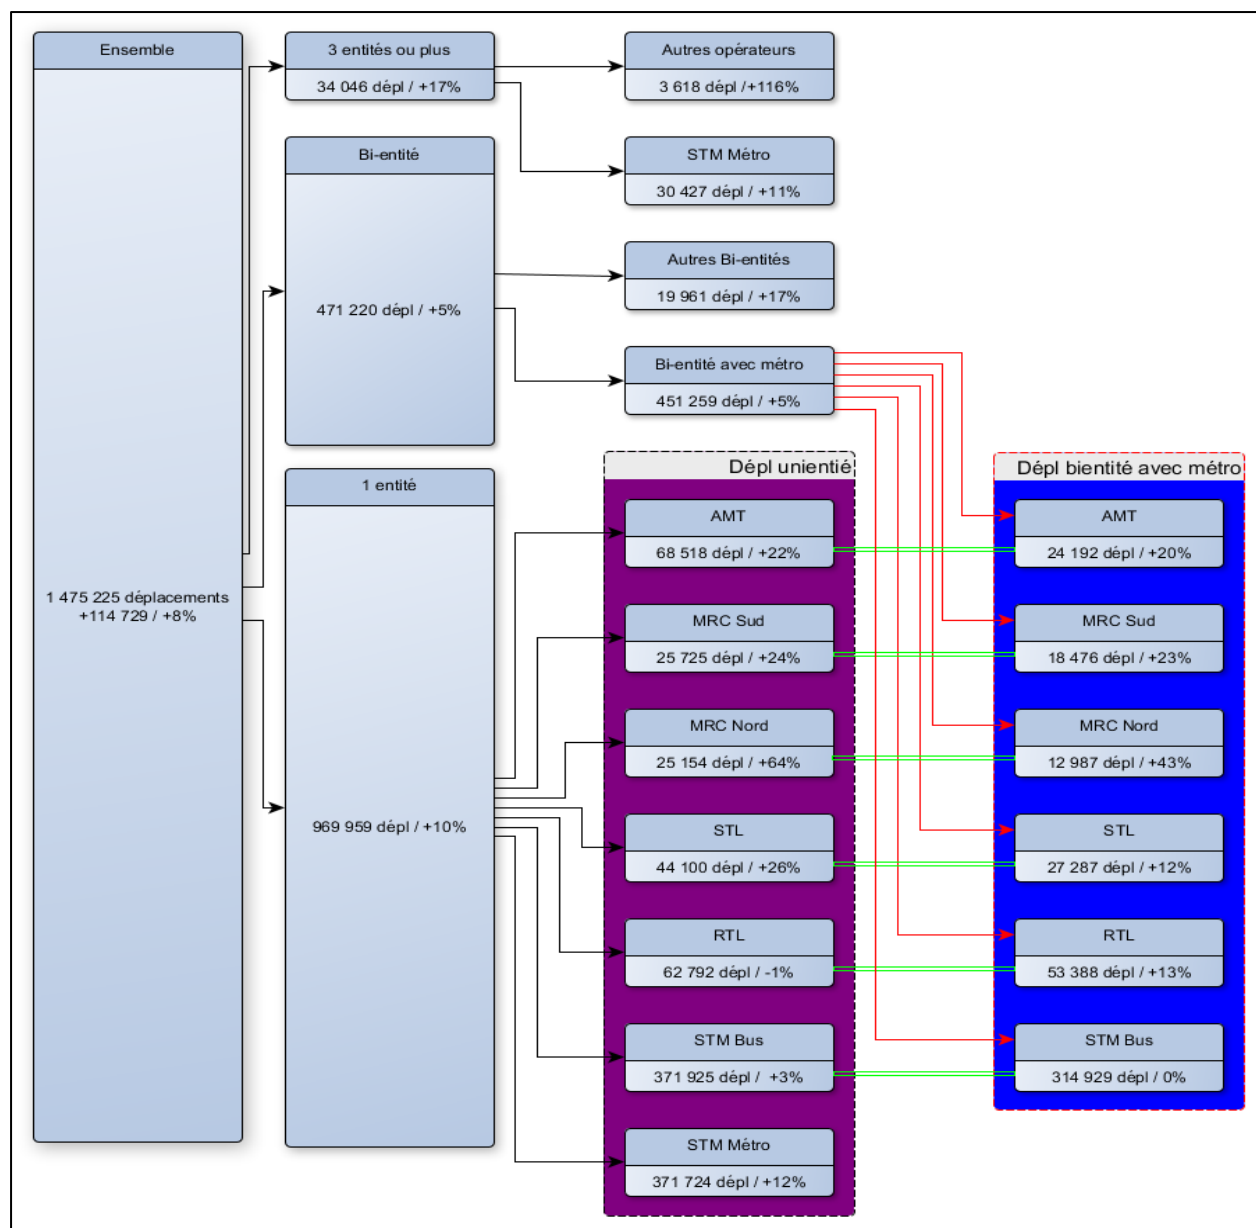 Ensemble
1 475 225 déplacements
+114 729 / +8%
3 entités ou plus
34 046 dépl / +17%
Bi-entité
471 220 dépl / +5%
1 entité
969 959 dépl / +10%
Autres opérateurs
3 618 dépl /+116%
STM Métro
30 427 dépl / +11%
Autres Bi-entités
19 961 dépl / +17%
Bi-entité avec métro
451 259 dépl / +5%
Dépl unientié
AMT
68 518 dépl / +22%
MRC Sud
25 725 dépl / +24%
MRC Nord
25 154 dépl / +64%
STL
44 100 dépl / +26%
RTL
62 792 dépl / -1%
STM Bus
371 925 dépl / +3%
STM Métro
371 724 dépl / +12%
Dépl bientité avec métro
AMT
24 192 dépl / +20%
MRC Sud
18 476 dépl / +23%
MRC Nord
12 987 dépl / +43%
STL
27 287 dépl / +12%
RTL
53 388 dépl / +13%
STM Bus
314 929 dépl / 0%